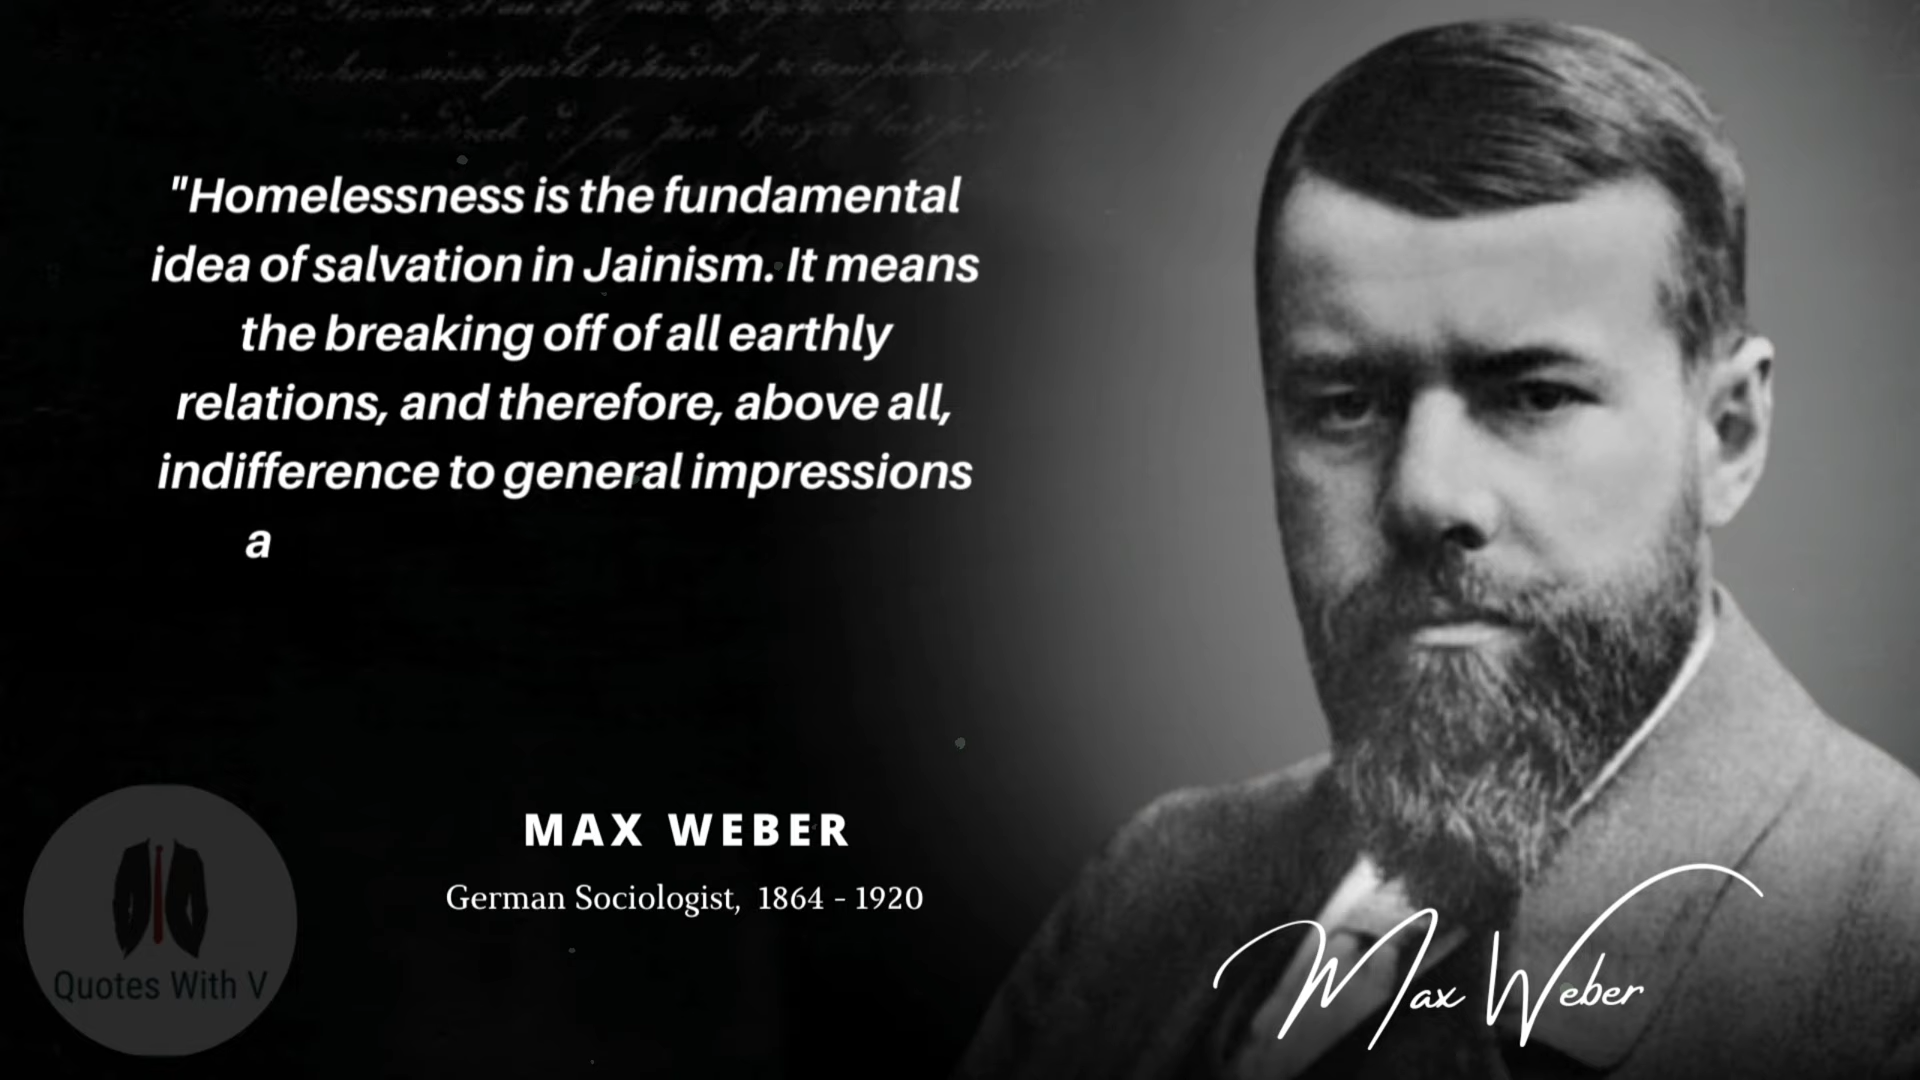 "Homelessness is the fundamental
idea of salvation in Jainism. It means
the breaking off of all earthly
relations, and therefore, above all,
indifference to general impressions
a
MAX WEBER
German Sociologist, 1864 - 1920
Quotes With V
Max Weber